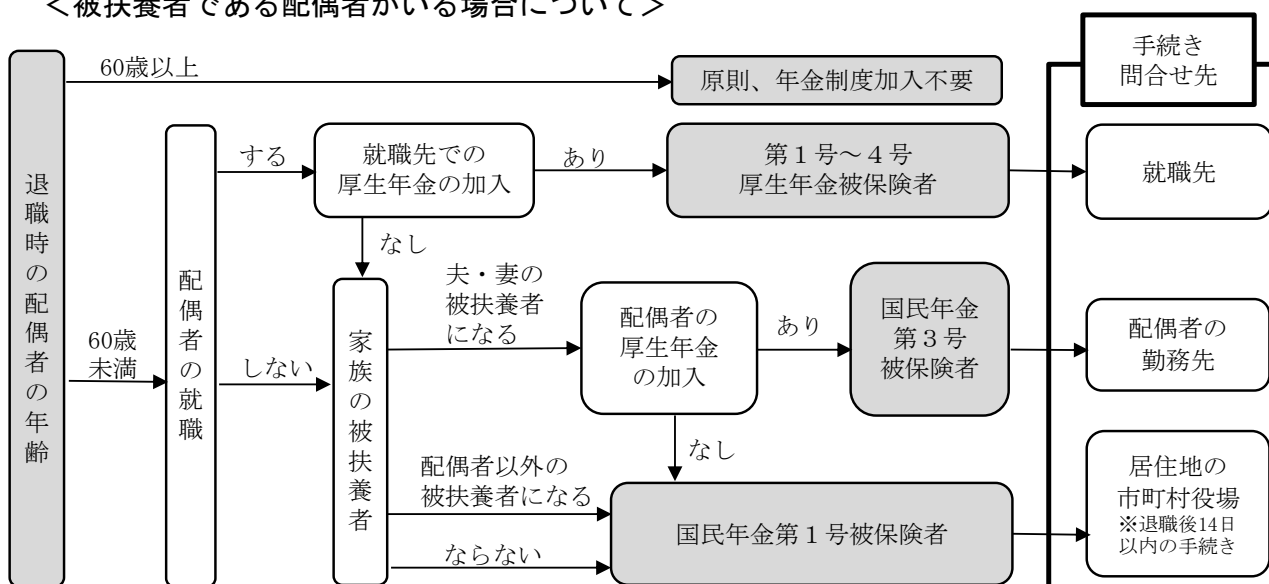 ＜被扶養者である配偶者がいる場合について＞
手続き
問合せ先
退職時の配偶者の年齢
60歳以上
原則、年金制度加入不要
60歳
未満
配偶者の就職
する
就職先での
厚生年金の加入
あり
第１号～４号
厚生年金被保険者
就職先
なし
しない
家族の被扶養者
夫・妻の
被扶養者
になる
配偶者の
厚生年金
の加入
あり
国民年金
第３号
被保険者
配偶者の
勤務先
なし
配偶者以外の
被扶養者になる
ならない
国民年金第１号被保険者
居住地の
市町村役場
※退職後14日
以内の手続き